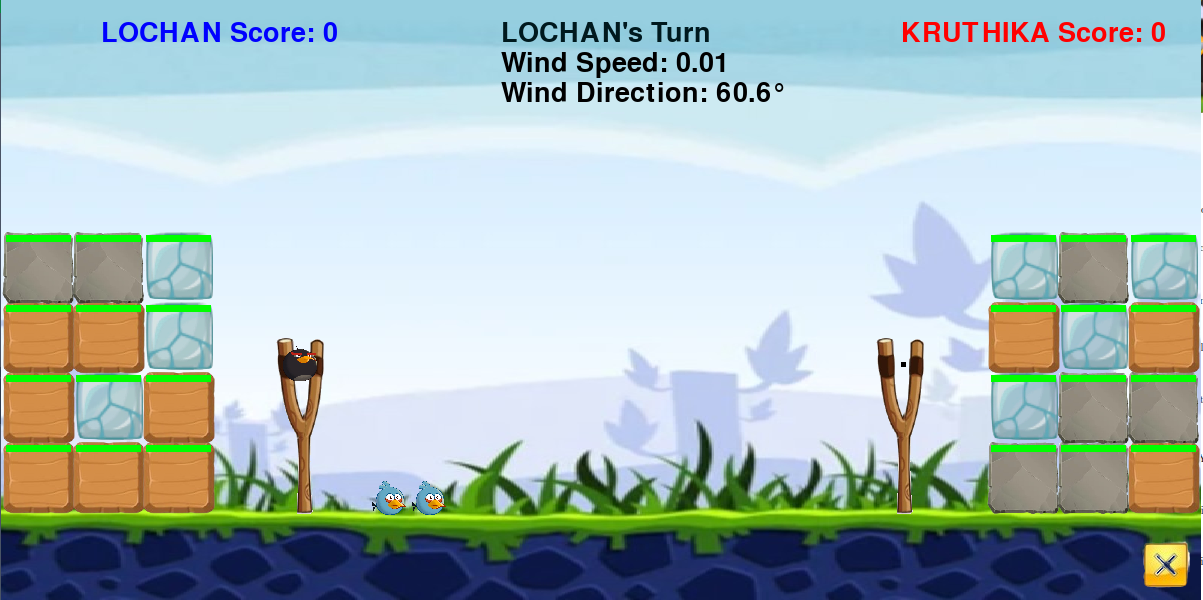 LOCHAN Score: 0
LOCHAN's Turn
KRUTHIKA Score: 0
Wind Speed: 0.01
Wind Direction: 60.6°